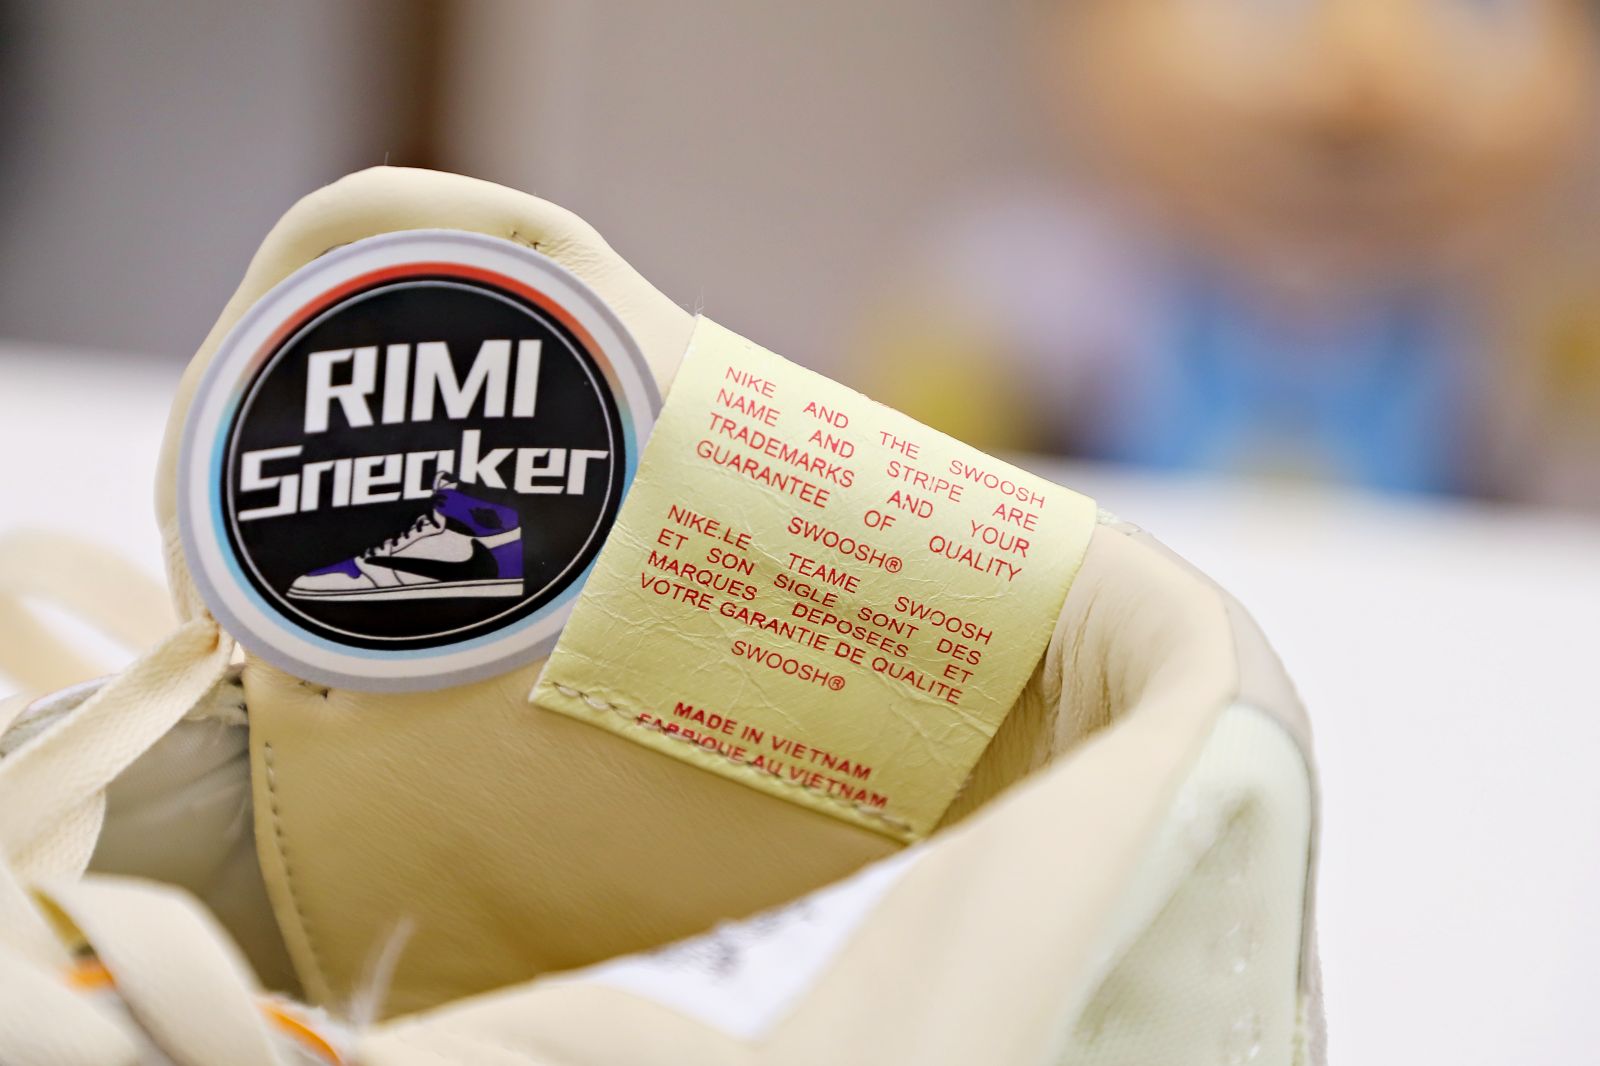 RIMI
Sneaker
NIKE AND THE SWOOSH
NAME AND STRIPE ARE
TRADEMARKS AND YOUR
GUARANTEE OF QUALITY
SWOOSH®
NIKE.LE TEAME SWOOSH
ET SON SIGLE SONT DES
MARQUES DEPOSEES ET
VOTRE GARANTIE DE QUALITE
SWOOSH®
MADE IN VIETNAM
FABRIQUE AU VIETNAM